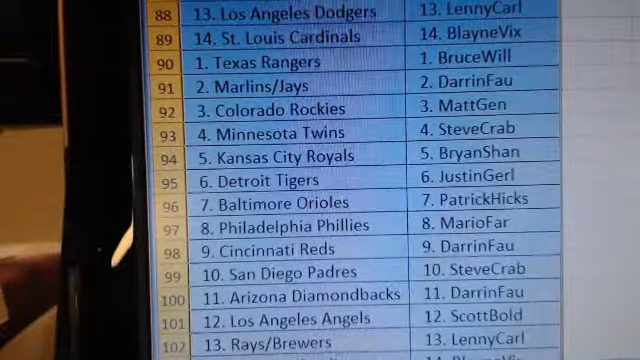 88 13. Los Angeles Dodgers 13. LennyCarl
89 14. St. Louis Cardinals 14. BlayneVix
90 1. Texas Rangers 1. BruceWill
91 2. Marlins/Jays 2. DarrinFau
92 3. Colorado Rockies 3. MattGen
93 4. Minnesota Twins 4. SteveCrab
94 5. Kansas City Royals 5. BryanShan
95 6. Detroit Tigers 6. JustinGerl
96 7. Baltimore Orioles 7. PatrickHicks
97 8. Philadelphia Phillies 8. MarioFar
98 9. Cincinnati Reds 9. DarrinFau
99 10. San Diego Padres 10. SteveCrab
100 11. Arizona Diamondbacks 11. DarrinFau
101 12. Los Angeles Angels 12. ScottBold
102 13. Rays/Brewers 13. LennyCarl